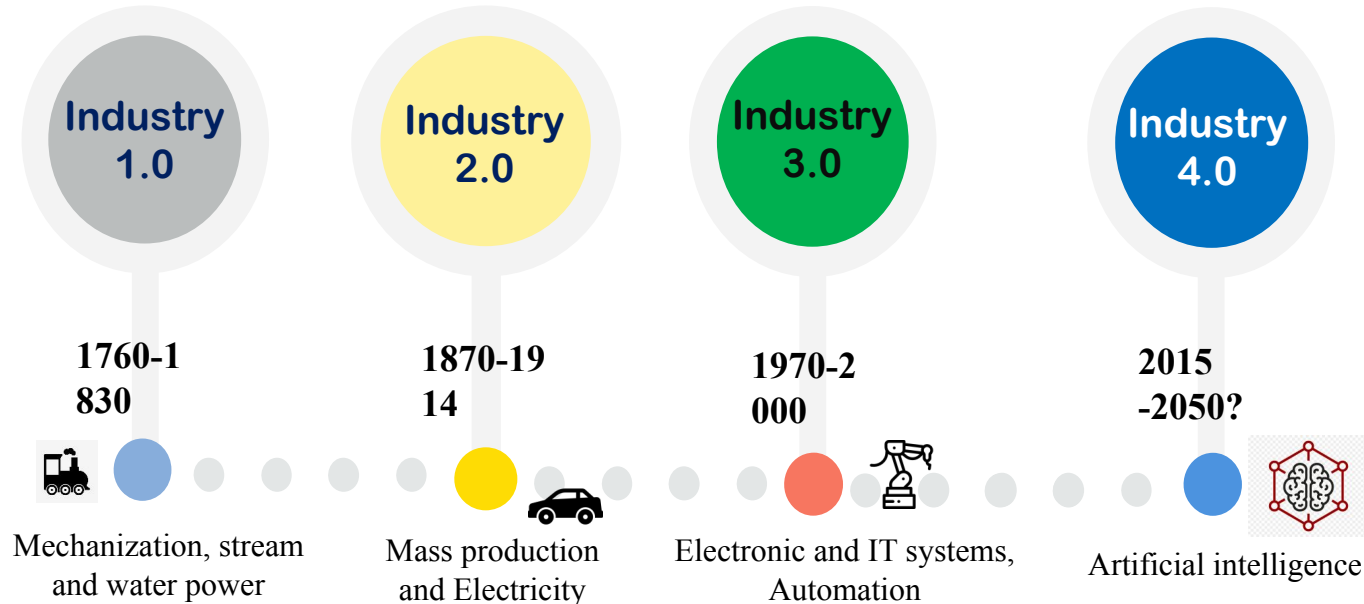 Industry
1.0
Industry
2.0
Industry
3.0
Industry
4.0
1760-1
830
1870-19
14
1970-2
000
2015
-2050?
Mechanization, stream
and water power
Mass production
and Electricity
Electronic and IT systems,
Automation
Artificial intelligence